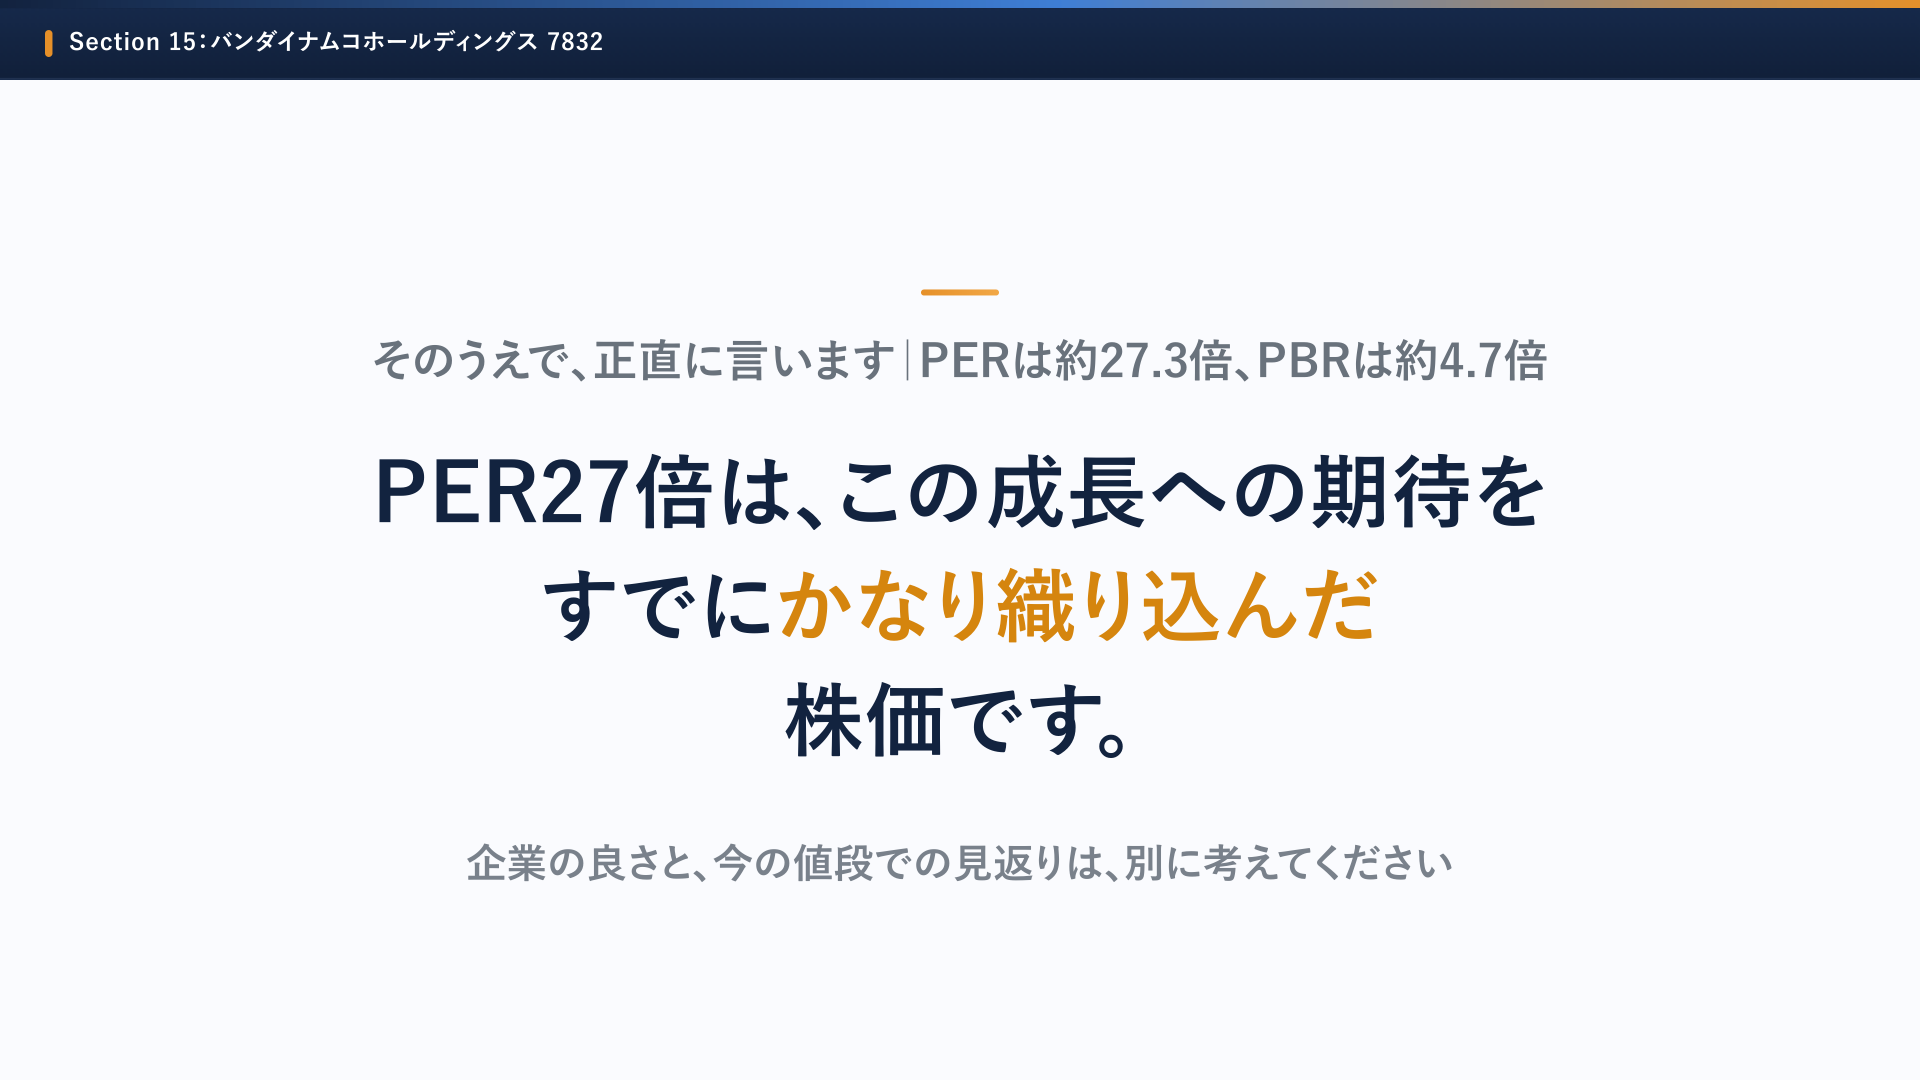 Section 15：バンダイナムコホールディングス 7832
そのうえで、正直に言います｜PERは約27.3倍、PBRは約4.7倍
PER27倍は、この成長への期待を
すでにかなり織り込んだ
株価です。
企業の良さと、今の値段での見返りは、別に考えてください